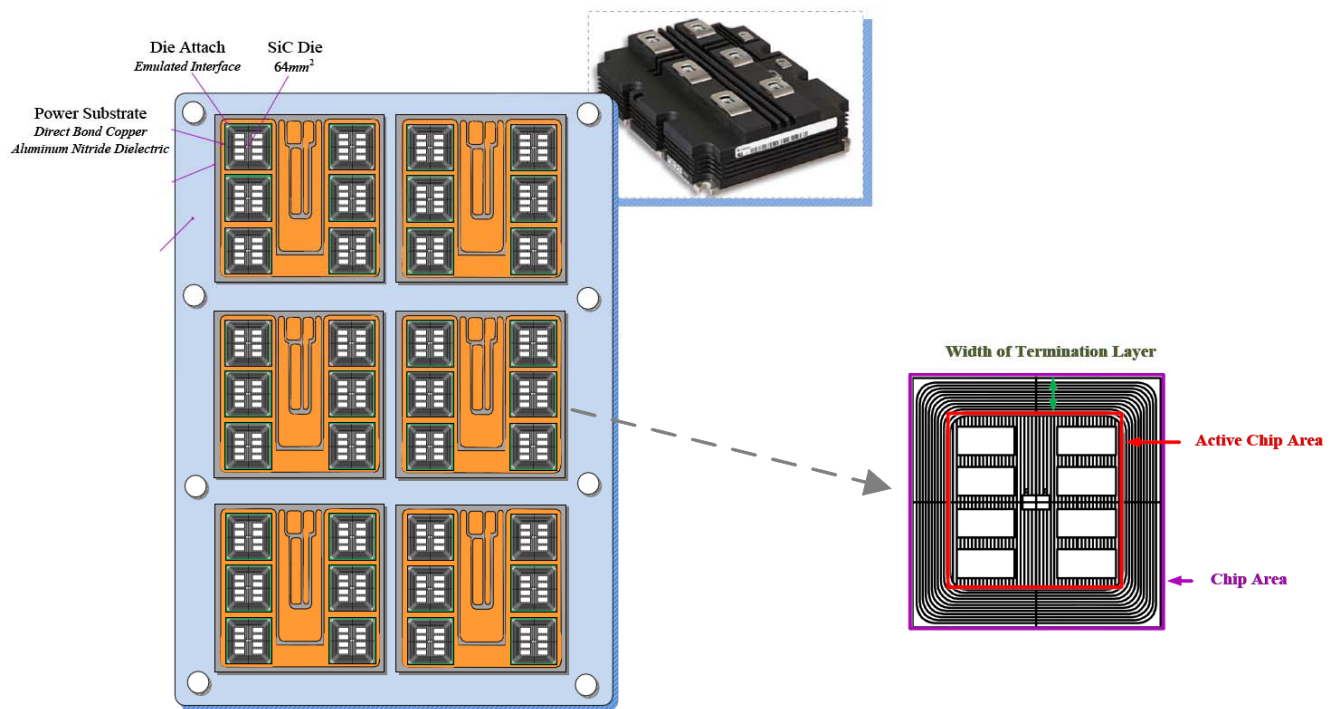 Die Attach
Emulated Interface
SiC Die
64mm²
Power Substrate
Direct Bond Copper
Aluminum Nitride Dielectric
Width of Termination Layer
Active Chip Area
Chip Area